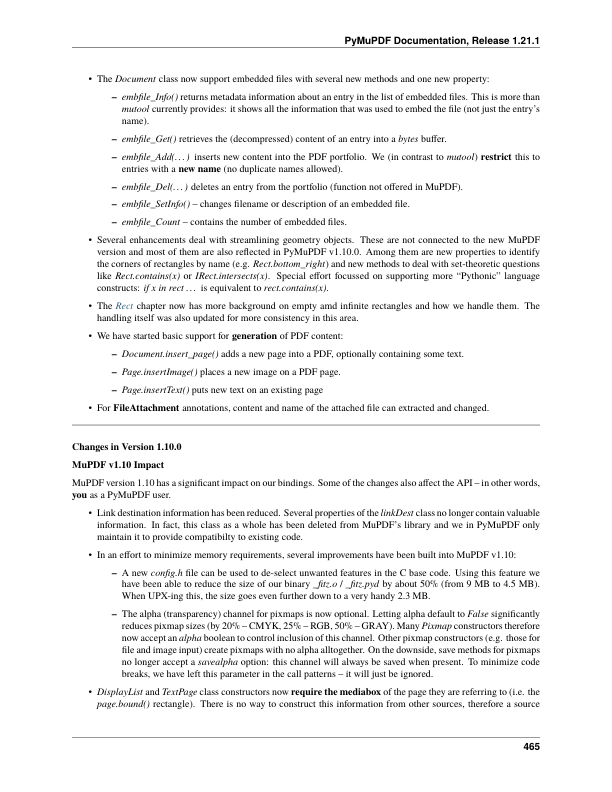 PyMuPDF Documentation, Release 1.21.1
• The Document class now support embedded files with several new methods and one new property:
– embfile_Info() returns metadata information about an entry in the list of embedded files. This is more than
mutool currently provides: it shows all the information that was used to embed the file (not just the entry's
name).
– embfile_Get() retrieves the (decompressed) content of an entry into a bytes buffer.
– embfile_Add(...) inserts new content into the PDF portfolio. We (in contrast to mutool) restrict this to
entries with a new name (no duplicate names allowed).
– embfile_Del(...) deletes an entry from the portfolio (function not offered in MuPDF).
– embfile_SetInfo() – changes filename or description of an embedded file.
– embfile_Count – contains the number of embedded files.
• Several enhancements deal with streamlining geometry objects. These are not connected to the new MuPDF
version and most of them are also reflected in PyMuPDF v1.10.0. Among them are new properties to identify
the corners of rectangles by name (e.g. Rect.bottom_right) and new methods to deal with set-theoretic questions
like Rect.contains(x) or IRect.intersects(x). Special effort focussed on supporting more “Pythonic” language
constructs: if x in rect ... is equivalent to rect.contains(x).
• The Rect chapter now has more background on empty amd infinite rectangles and how we handle them. The
handling itself was also updated for more consistency in this area.
• We have started basic support for generation of PDF content:
– Document.insert_page() adds a new page into a PDF, optionally containing some text.
– Page.insertImage() places a new image on a PDF page.
– Page.insertText() puts new text on an existing page
• For FileAttachment annotations, content and name of the attached file can extracted and changed.
Changes in Version 1.10.0
MuPDF v1.10 Impact
MuPDF version 1.10 has a significant impact on our bindings. Some of the changes also affect the API – in other words,
you as a PyMuPDF user.
• Link destination information has been reduced. Several properties of the linkDest class no longer contain valuable
information. In fact, this class as a whole has been deleted from MuPDF's library and we in PyMuPDF only
maintain it to provide compatibilty to existing code.
• In an effort to minimize memory requirements, several improvements have been built into MuPDF v1.10:
– A new config.h file can be used to de-select unwanted features in the C base code. Using this feature we
have been able to reduce the size of our binary _fitz.o / _fitz.pyd by about 50% (from 9 MB to 4.5 MB).
When UPX-ing this, the size goes even further down to a very handy 2.3 MB.
– The alpha (transparency) channel for pixmaps is now optional. Letting alpha default to False significantly
reduces pixmap sizes (by 20% – CMYK, 25% – RGB, 50% – GRAY). Many Pixmap constructors therefore
now accept an alpha boolean to control inclusion of this channel. Other pixmap constructors (e.g. those for
file and image input) create pixmaps with no alpha alltogether. On the downside, save methods for pixmaps
no longer accept a savealpha option: this channel will always be saved when present. To minimize code
breaks, we have left this parameter in the call patterns – it will just be ignored.
• DisplayList and TextPage class constructors now require the mediabox of the page they are referring to (i.e. the
page.bound() rectangle). There is no way to construct this information from other sources, therefore a source
465